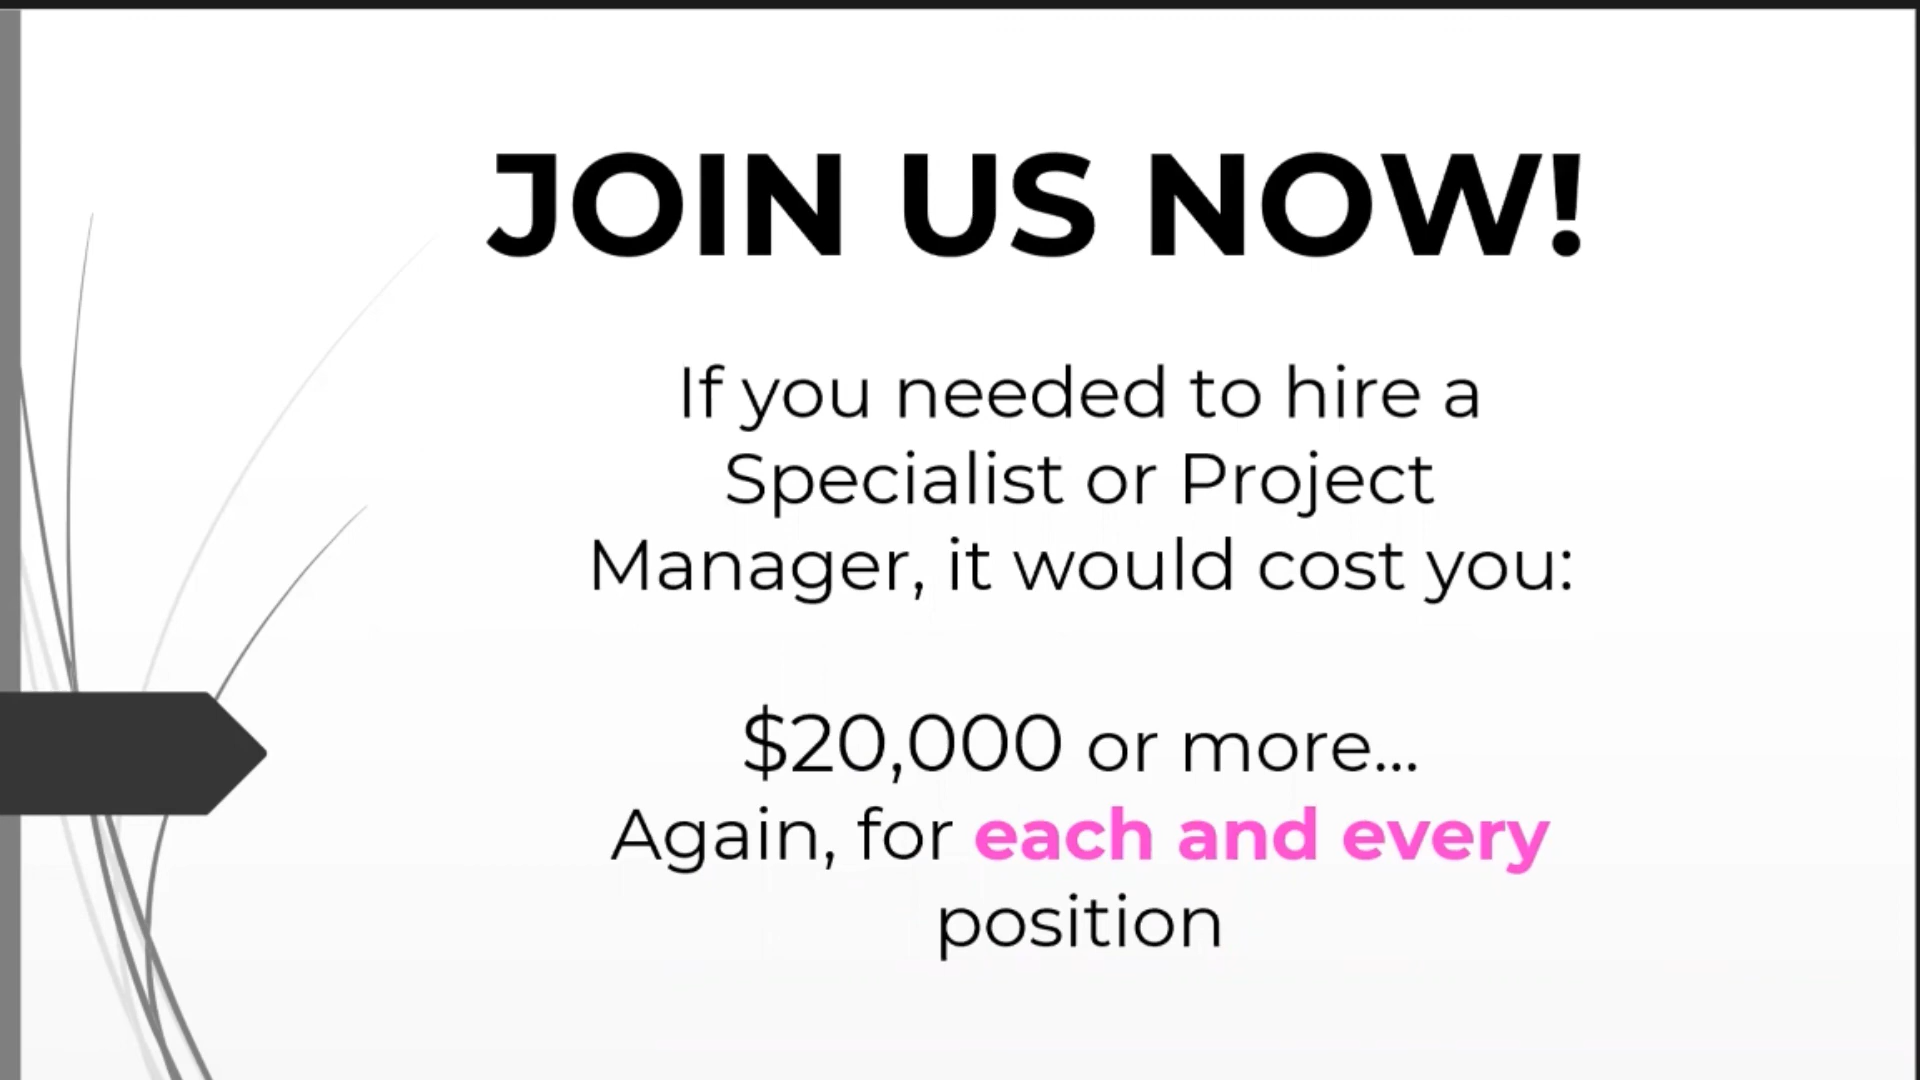 JOIN US NOW!
If you needed to hire a
Specialist or Project
Manager, it would cost you:
$20,000 or more...
Again, for each and every
position